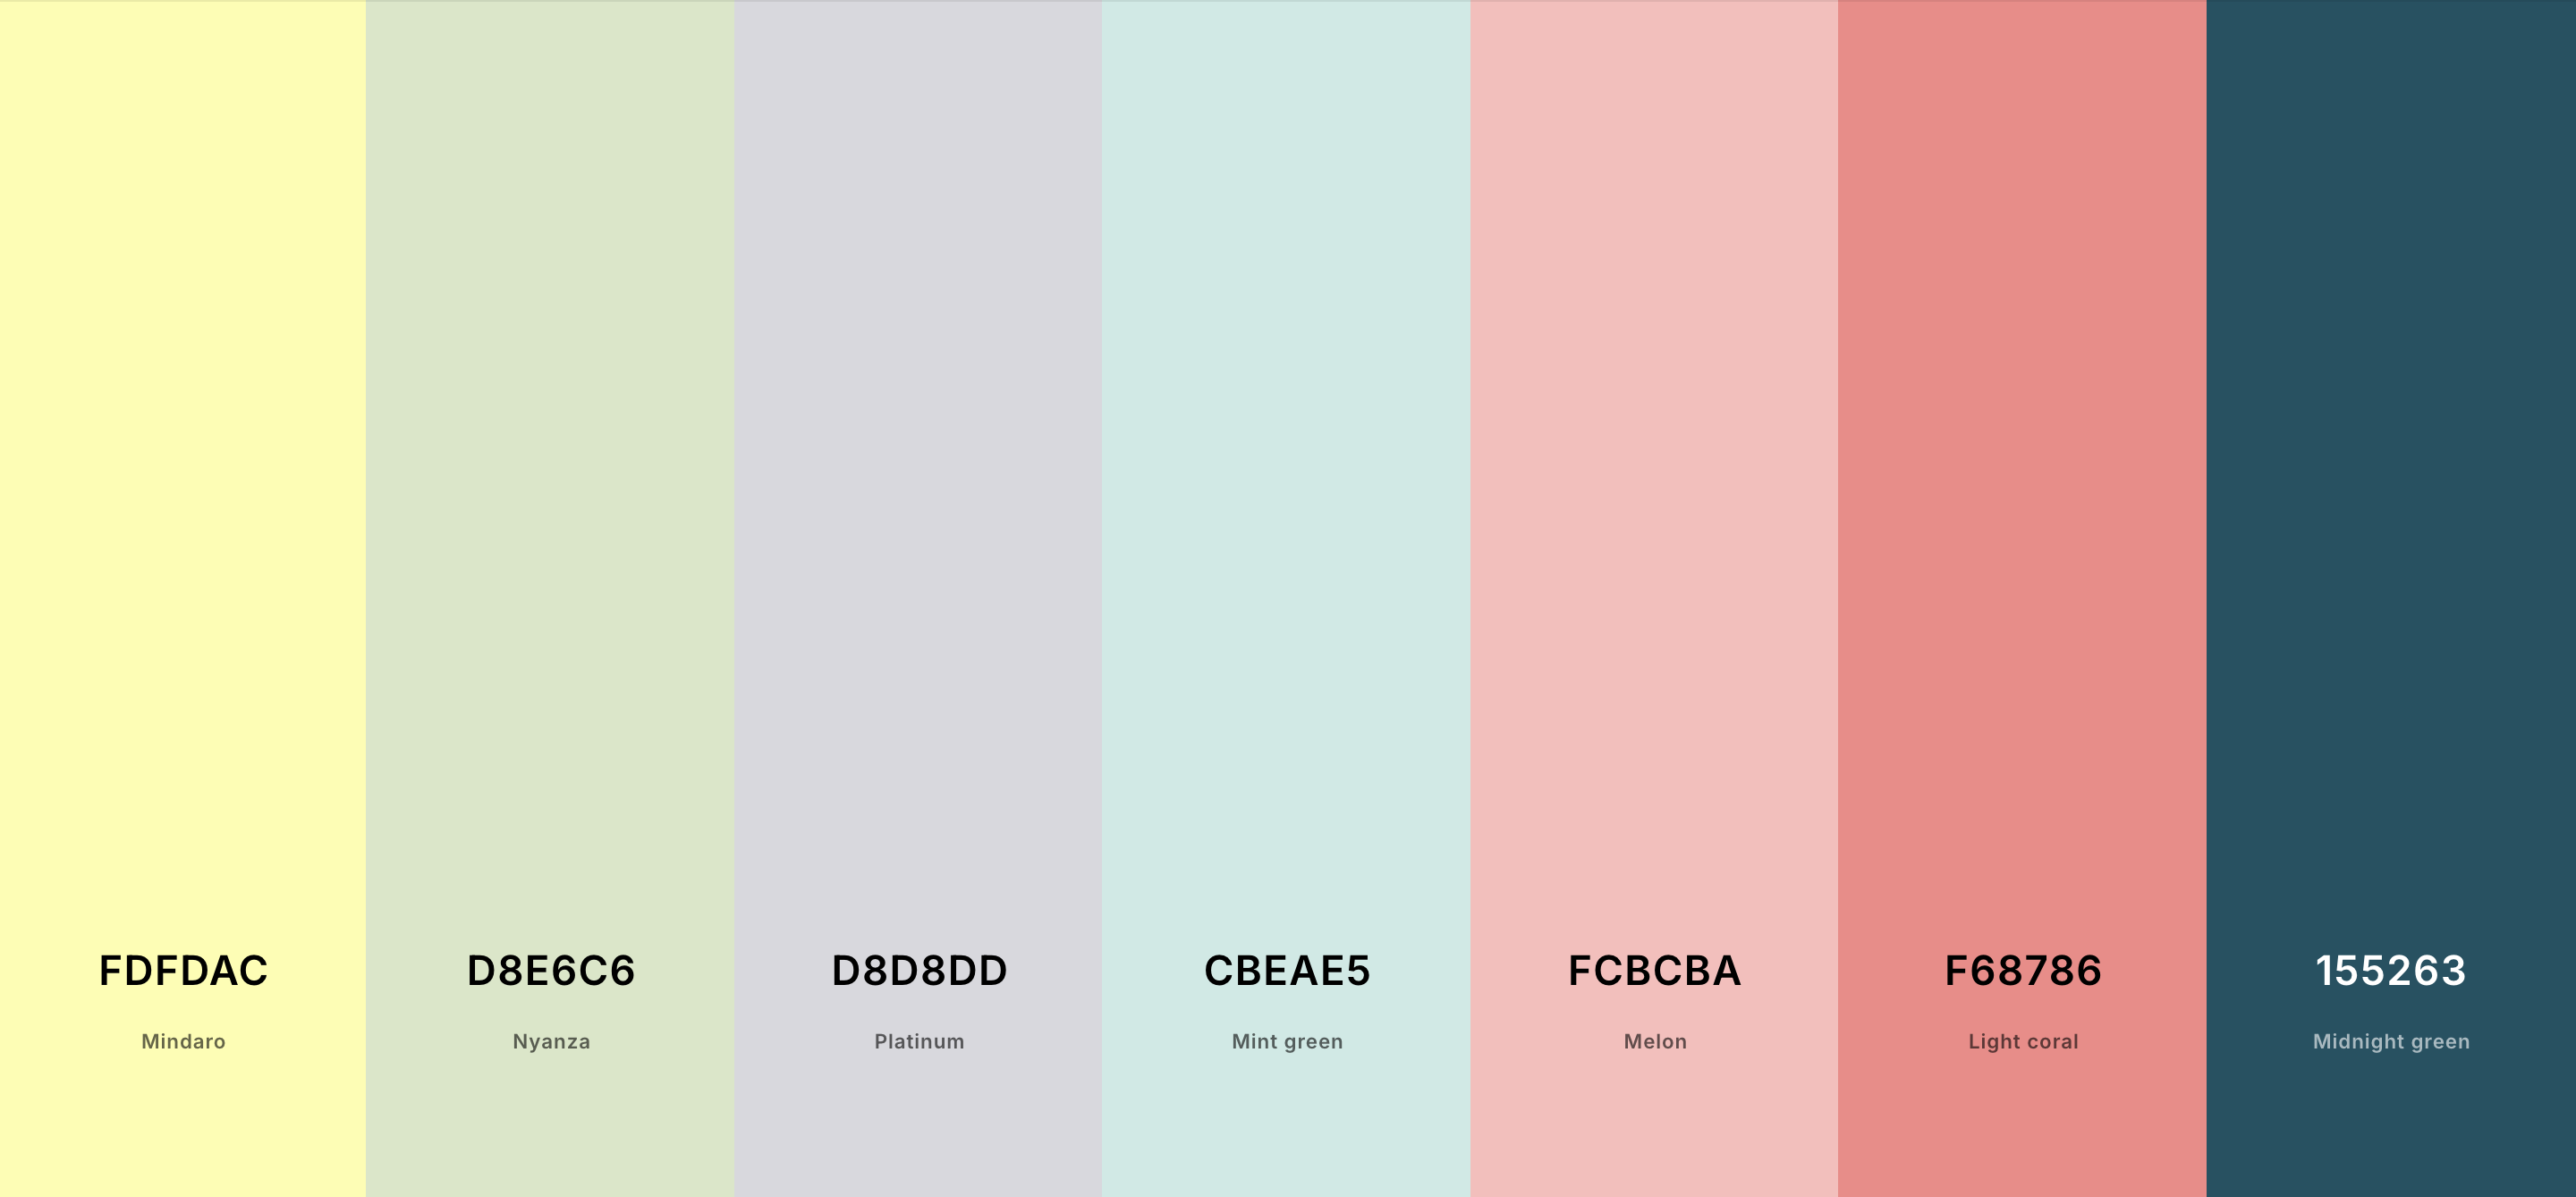 FDFDAC
Mindaro
D8E6C6
Nyanza
D8D8DD
Platinum
CBEAE5
Mint green
FCBCBA
Melon
F68786
Light coral
155263
Midnight green